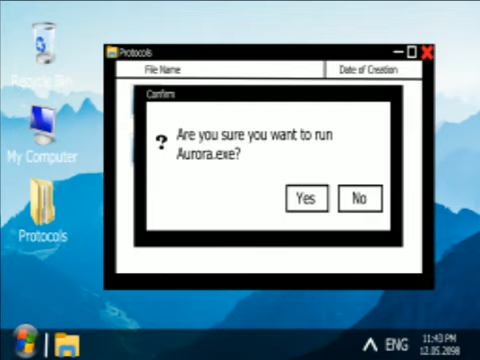 Recycle Bin
My Computer
Protocols
Protocols
File Name
Date of Creation
Confirm
Are you sure you want to run
Aurora.exe?
Yes
No
ENG
11:43 PM
12.05.2098